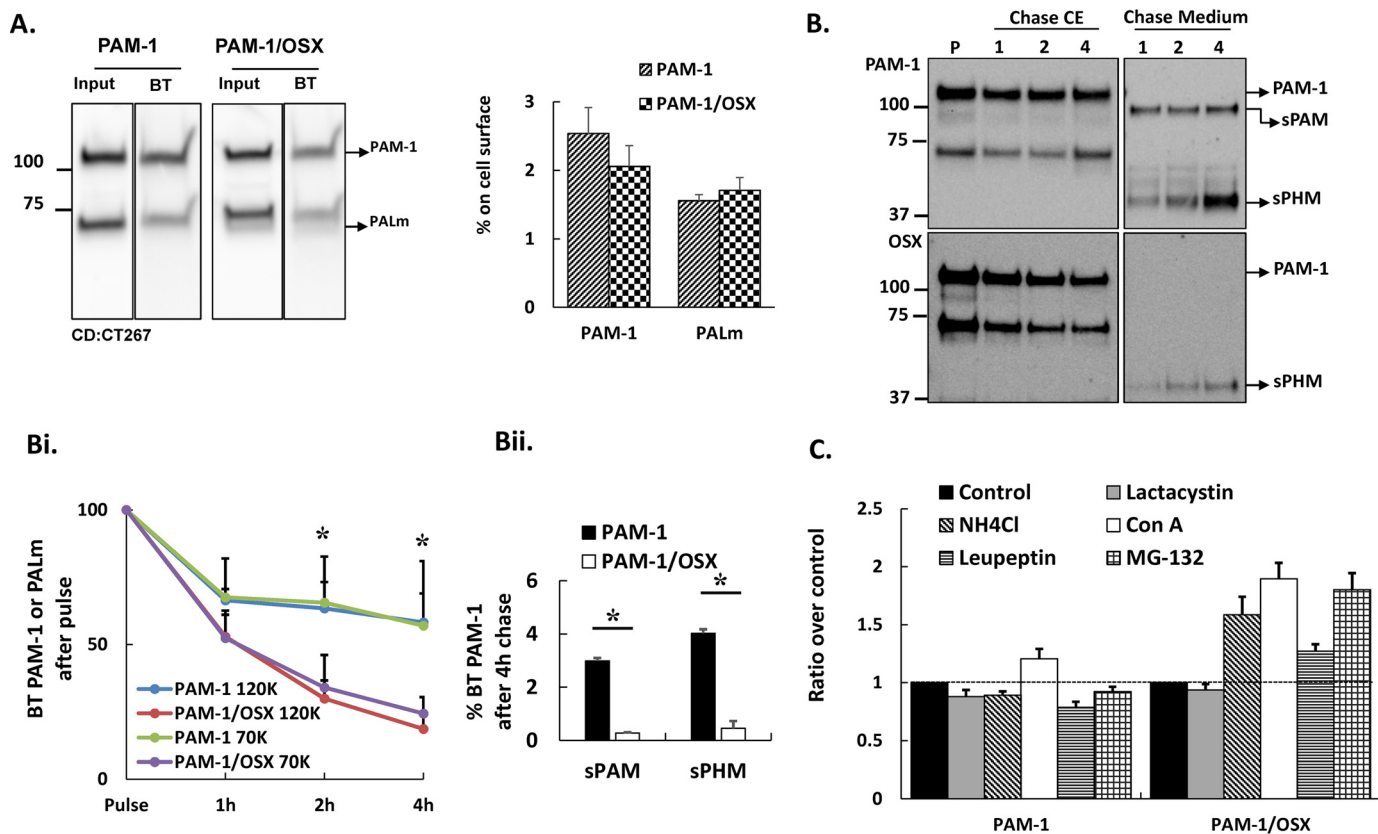 A.
PAM-1
PAM-1/OSX
Input
BT
Input
BT
100
75
PAM-1
PALm
CD:CT267
PAM-1
PAM-1/OSX
% on cell surface
3
2
1
0
PAM-1
PALm
B.
Chase CE
Chase Medium
P
1
2
4
1
2
4
PAM-1
100
75
37
PAM-1
sPAM
sPHM
OSX
100
75
37
PAM-1
sPHM
Bi.
BT PAM-1 or PALm
after pulse
100
50
0
*
*
PAM-1 120K
PAM-1/OSX 120K
PAM-1 70K
PAM-1/OSX 70K
Pulse
1h
2h
4h
Bii.
PAM-1
PAM-1/OSX
% BT PAM-1
after 4h chase
6
4
2
0
*
*
sPAM
sPHM
C.
Control
Lactacystin
NH4Cl
Con A
Leupeptin
MG-132
Ratio over control
2.5
2
1.5
1
0.5
0
PAM-1
PAM-1/OSX